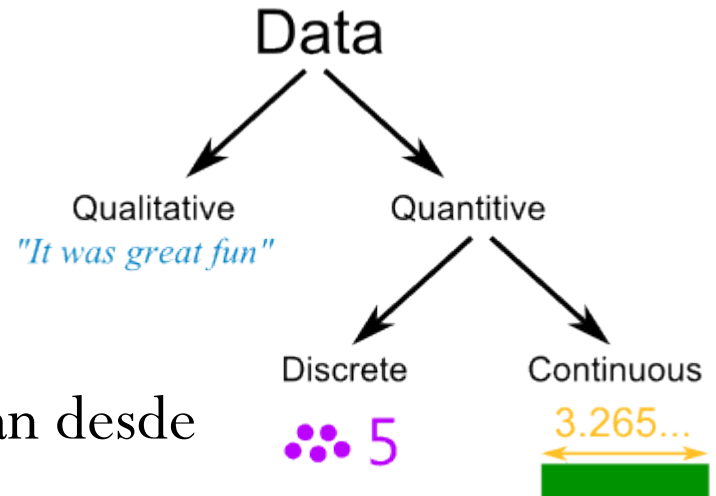 Data
Qualitative Quantitive
"It was great fun"
Discrete Continuous
an desde
5 3.265...